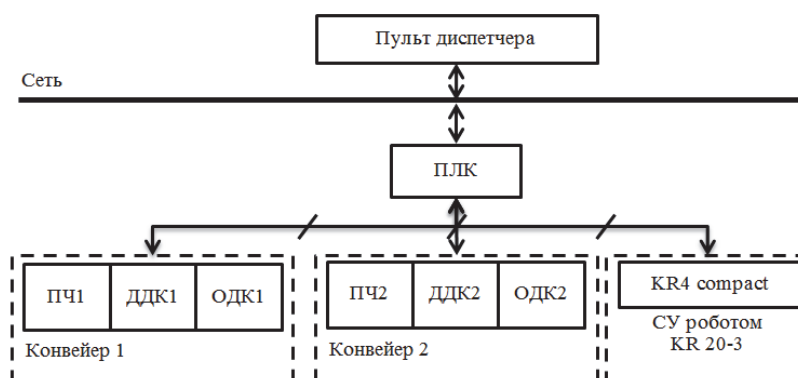 Пульт диспетчера
Сеть
ПЛК
ПЧ1
ДДК1
ОДК1
Конвейер 1
ПЧ2
ДДК2
ОДК2
Конвейер 2
KR4 compact
СУ роботом
KR 20-3